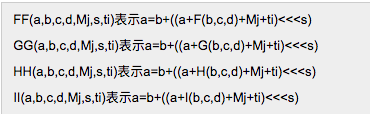 FF(a,b,c,d,Mj,s,ti)表示a=b+((a+F(b,c,d)+Mj+ti)<<<s)
GG(a,b,c,d,Mj,s,ti)表示a=b+((a+G(b,c,d)+Mj+ti)<<<s)
HH(a,b,c,d,Mj,s,ti)表示a=b+((a+H(b,c,d)+Mj+ti)<<<s)
II(a,b,c,d,Mj,s,ti)表示a=b+((a+I(b,c,d)+Mj+ti)<<<s)